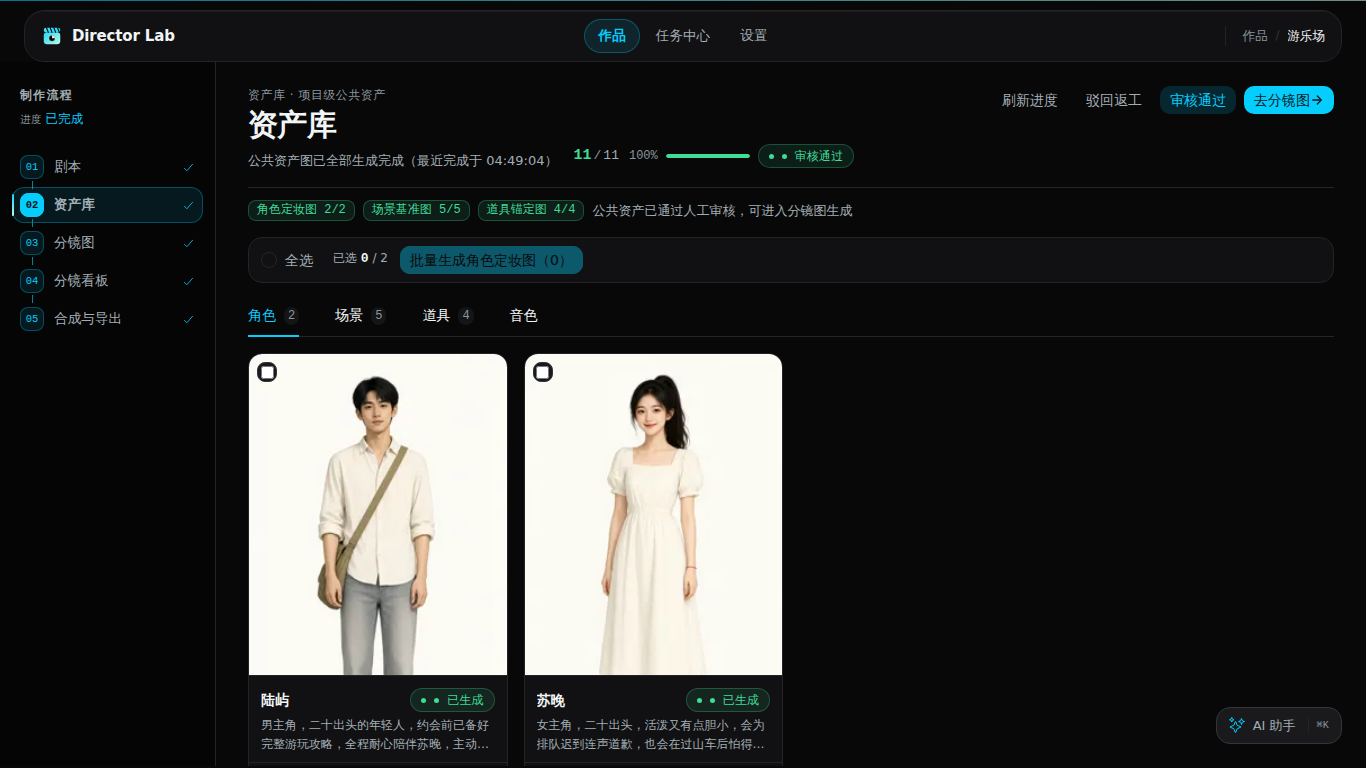 Director Lab
作品
任务中心
设置
作品 / 游乐场
制作流程
进度 已完成
01 剧本
02 资产库
03 分镜图
04 分镜看板
05 合成与导出
资产库 · 项目级公共资产
资产库
公共资产图已全部生成完成（最近完成于 04:49:04）
11/11 100%
审核通过
刷新进度
驳回返工
审核通过
去分镜图→
角色定妆图 2/2
场景基准图 5/5
道具锚定图 4/4
公共资产已通过人工审核，可进入分镜图生成
全选
已选 0 / 2
批量生成角色定妆图（0）
角色 2
场景 5
道具 4
音色
陆屿
已生成
男主角，二十出头的年轻人，约会前已备好
完整游玩攻略，全程耐心陪伴苏晚，主动…
苏晚
已生成
女主角，二十出头，活泼又有点胆小，会为
排队迟到连声道歉，也会在过山车后怕得…
AI 助手 ⌘K